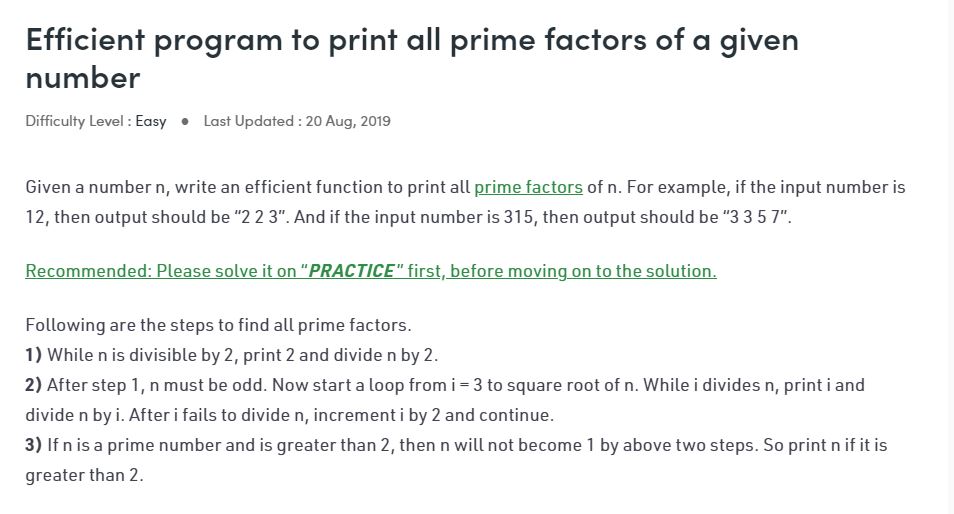 Efficient program to print all prime factors of a given
number
Difficulty Level : Easy ● Last Updated : 20 Aug, 2019
Given a number n, write an efficient function to print all prime factors of n. For example, if the input number is
12, then output should be “2 2 3”. And if the input number is 315, then output should be “3 3 5 7”.
Recommended: Please solve it on “PRACTICE” first, before moving on to the solution.
Following are the steps to find all prime factors.
1) While n is divisible by 2, print 2 and divide n by 2.
2) After step 1, n must be odd. Now start a loop from i = 3 to square root of n. While i divides n, print i and
divide n by i. After i fails to divide n, increment i by 2 and continue.
3) If n is a prime number and is greater than 2, then n will not become 1 by above two steps. So print n if it is
greater than 2.